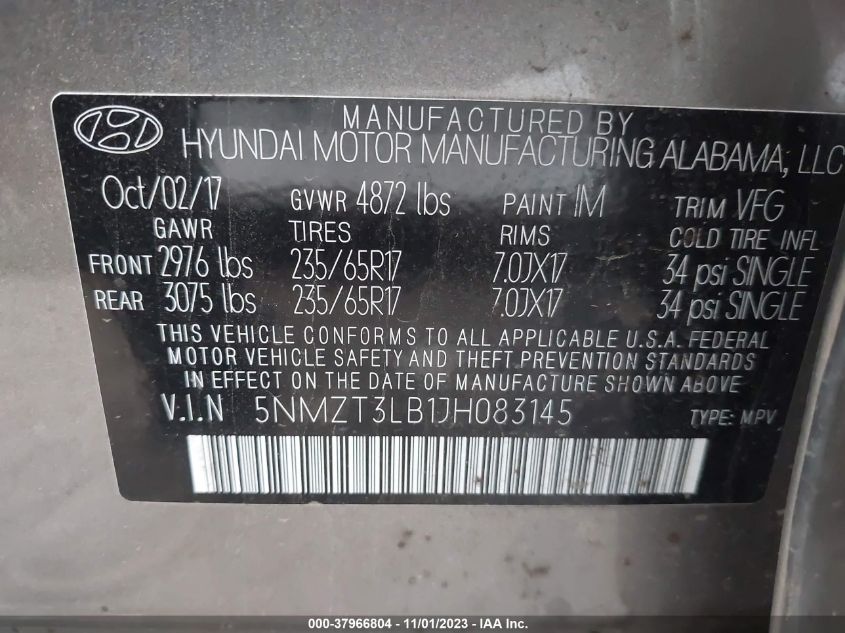 MANUFACTURED BY
HYUNDAI MOTOR MANUFACTURING ALABAMA, LLC
Oct/02/17 GVWR 4872 lbs PAINT 1M TRIM VFG
GAWR TIRES RIMS COLD TIRE INFL
FRONT 2976 lbs 235/65R17 7.0JX17 34 psi SINGLE
REAR 3075 lbs 235/65R17 7.0JX17 34 psi SINGLE
THIS VEHICLE CONFORMS TO ALL APPLICABLE U.S.A. FEDERAL
MOTOR VEHICLE SAFETY AND THEFT PREVENTION STANDARDS
IN EFFECT ON THE DATE OF MANUFACTURE SHOWN ABOVE
V.I.N 5NMZT3LB1JH083145 TYPE: MPV
000-37966804 - 11/01/2023 - IAA Inc.